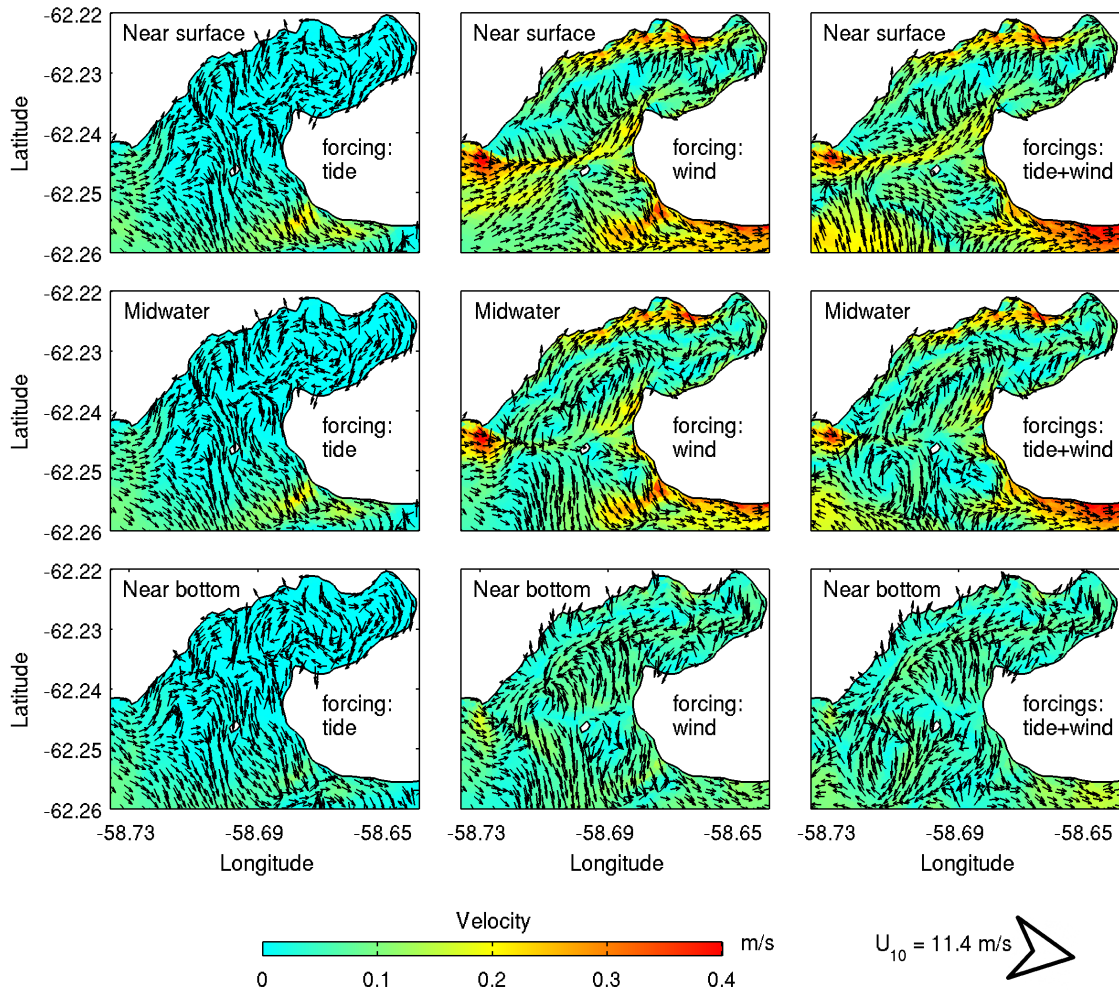 -62.22
-62.23
-62.24
-62.25
-62.26
Latitude
Near surface
forcing:
tide
Near surface
forcing:
wind
Near surface
forcings:
tide+wind
-62.22
-62.23
-62.24
-62.25
-62.26
Latitude
Midwater
forcing:
tide
Midwater
forcing:
wind
Midwater
forcings:
tide+wind
-62.22
-62.23
-62.24
-62.25
-62.26
Latitude
Near bottom
forcing:
tide
Near bottom
forcing:
wind
Near bottom
forcings:
tide+wind
-58.73 -58.69 -58.65
Longitude
-58.73 -58.69 -58.65
Longitude
-58.73 -58.69 -58.65
Longitude
Velocity
m/s
0 0.1 0.2 0.3 0.4
U10 = 11.4 m/s